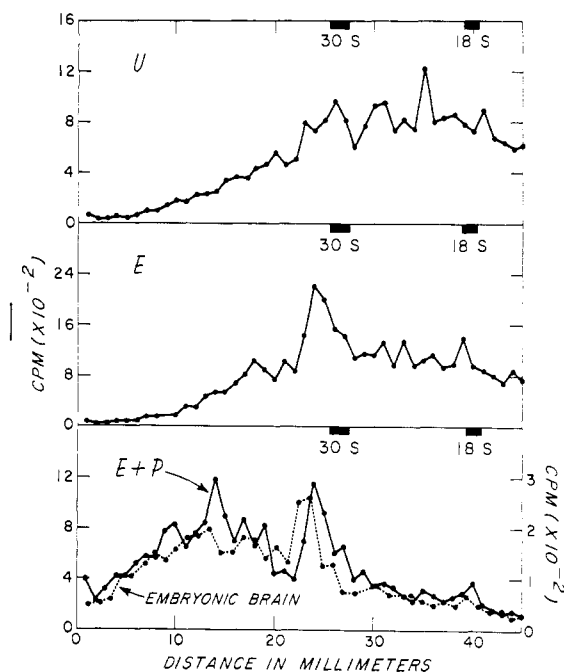 16
12
8
4
0
U
30 S
18 S
24
16
8
0
E
30 S
18 S
CPM (X10⁻²)
12
8
4
0
E+P
EMBRYONIC BRAIN
30 S
18 S
3
2
1
0
CPM (X10⁻²)
0 10 20 30 40
DISTANCE IN MILLIMETERS